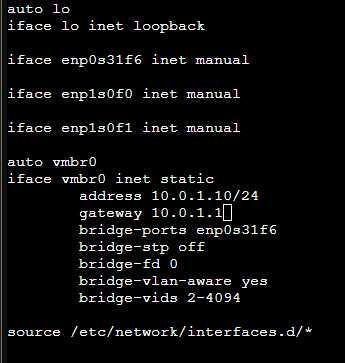 auto lo
iface lo inet loopback
iface enp0s31f6 inet manual
iface enp1s0f0 inet manual
iface enp1s0f1 inet manual
auto vmbr0
iface vmbr0 inet static
address 10.0.1.10/24
gateway 10.0.1.1
bridge-ports enp0s31f6
bridge-stp off
bridge-fd 0
bridge-vlan-aware yes
bridge-vids 2-4094
source /etc/network/interfaces.d/*